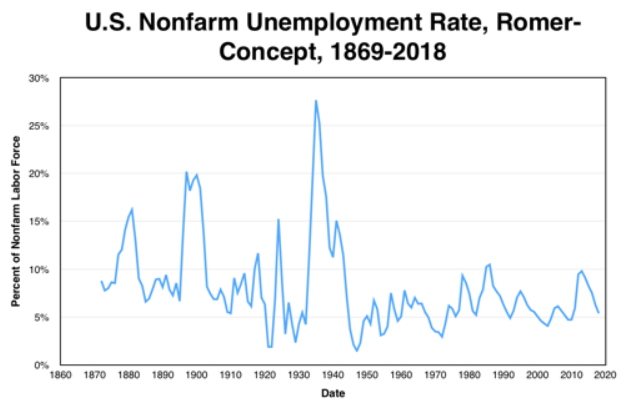 U.S. Nonfarm Unemployment Rate, Romer-
Concept, 1869-2018
30%
25%
20%
15%
10%
5%
0%
Percent of Nonfarm Labor Force
1860 1870 1880 1890 1900 1910 1920 1930 1940 1950 1960 1970 1980 1990 2000 2010 2020
Date